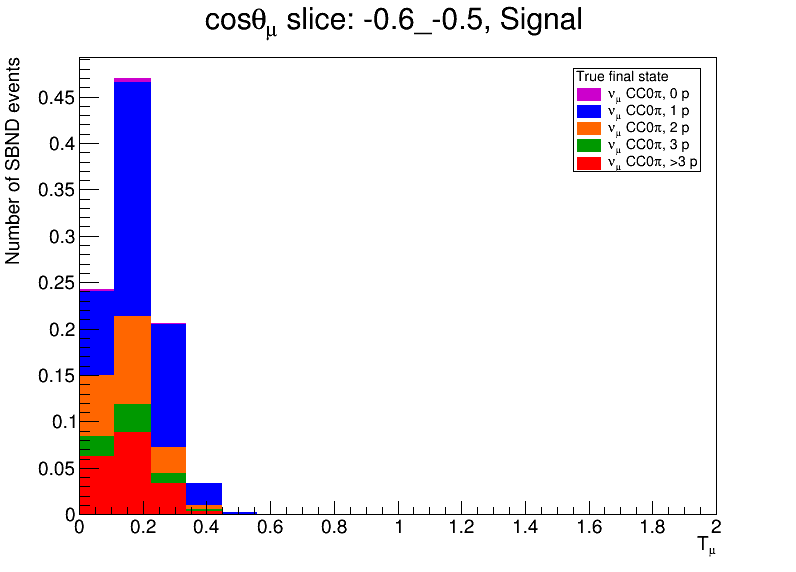 cosθμ slice: -0.6_-0.5, Signal
Number of SBND events
0.45
0.4
0.35
0.3
0.25
0.2
0.15
0.1
0.05
0
True final state
νμ CC0π, 0 p
νμ CC0π, 1 p
νμ CC0π, 2 p
νμ CC0π, 3 p
νμ CC0π, >3 p
0 0.2 0.4 0.6 0.8 1 1.2 1.4 1.6 1.8 2
Tμ